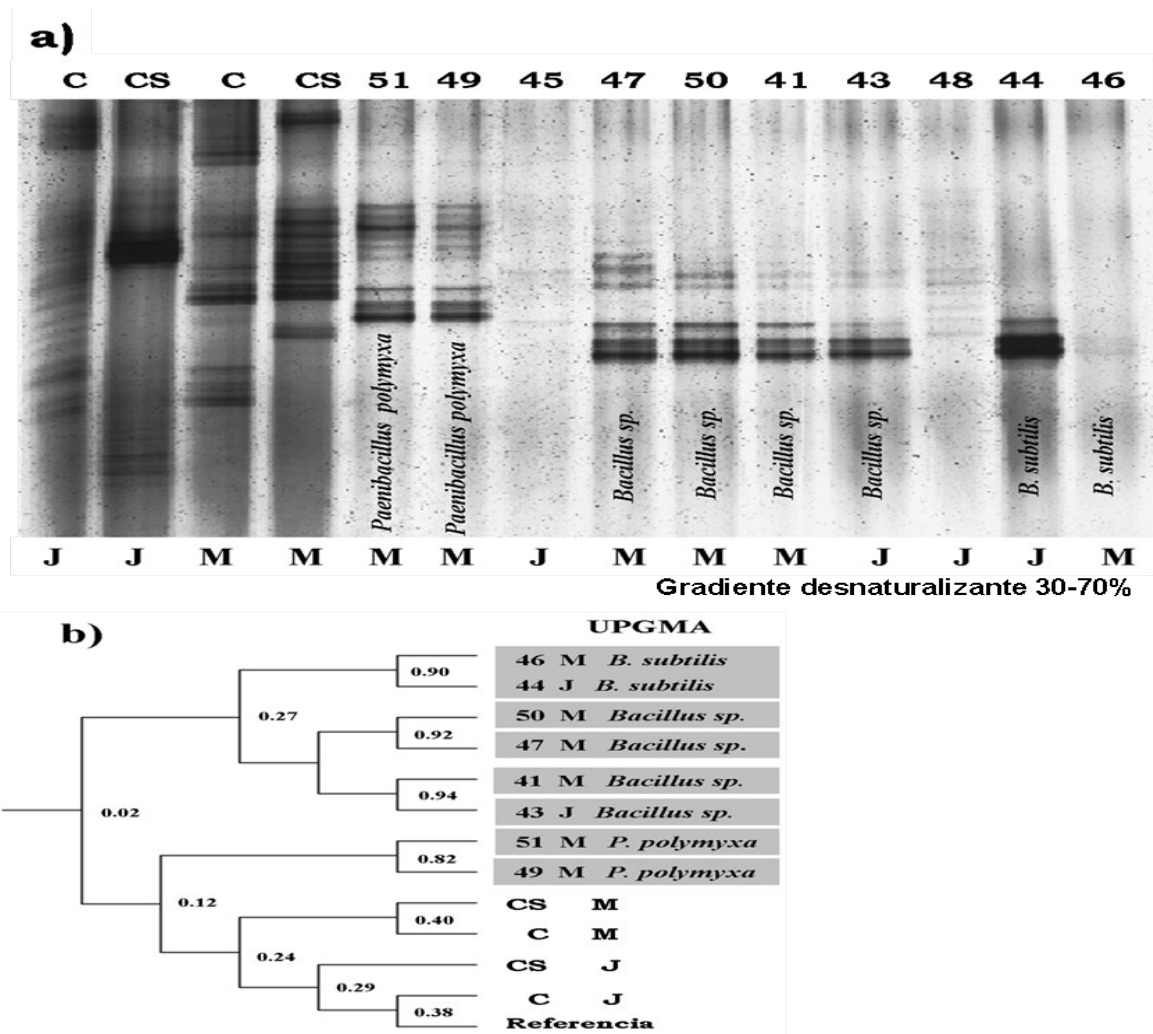 a)
C CS C CS 51 49 45 47 50 41 43 48 44 46
Paenibacillus polymyxa
Paenibacillus polymyxa
Bacillus sp.
Bacillus sp.
Bacillus sp.
Bacillus sp.
B. subtilis
B. subtilis
J J M M M M J M M M J J J M
Gradiente desnaturalizante 30-70%
b)
UPGMA
46 M B. subtilis
0.90
44 J B. subtilis
0.27
50 M Bacillus sp.
0.92
47 M Bacillus sp.
41 M Bacillus sp.
0.94
43 J Bacillus sp.
0.02
51 M P. polymyxa
0.82
49 M P. polymyxa
0.12
CS M
0.40
C M
0.24
CS J
0.29
C J
0.38
Referencia